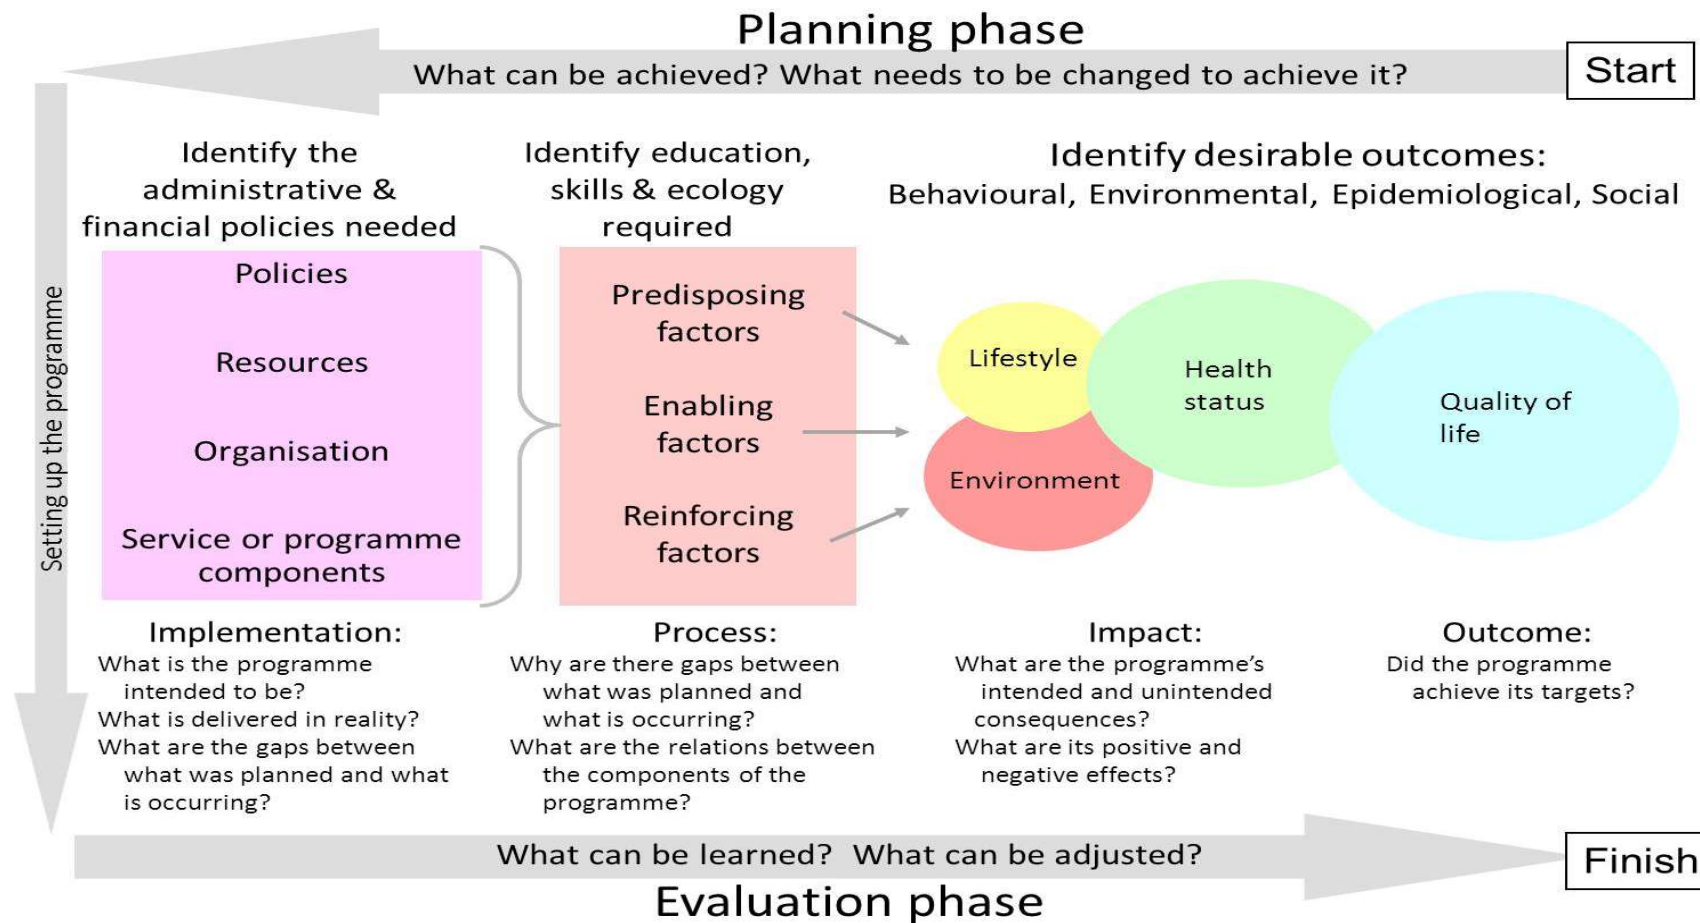 Planning phase
What can be achieved? What needs to be changed to achieve it?
Start
Identify the
administrative &
financial policies needed
Identify education,
skills & ecology
required
Identify desirable outcomes:
Behavioural, Environmental, Epidemiological, Social
Setting up the programme
Policies
Resources
Organisation
Service or programme
components
Predisposing
factors
Enabling
factors
Reinforcing
factors
Lifestyle
Environment
Health
status
Quality of
life
Implementation:
What is the programme
intended to be?
What is delivered in reality?
What are the gaps between
what was planned and what
is occurring?
Process:
Why are there gaps between
what was planned and
what is occurring?
What are the relations between
the components of the
programme?
Impact:
What are the programme’s
intended and unintended
consequences?
What are its positive and
negative effects?
Outcome:
Did the programme
achieve its targets?
What can be learned? What can be adjusted?
Finish
Evaluation phase